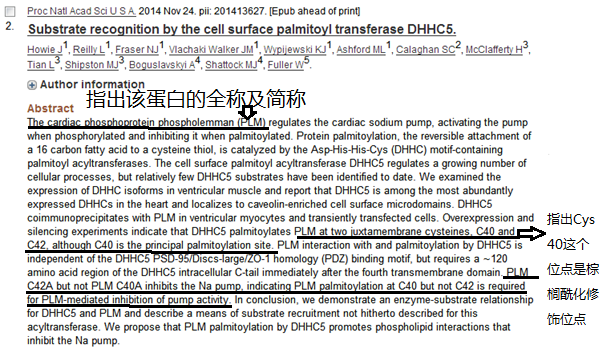 Proc Natl Acad Sci U S A. 2014 Nov 24. pii: 201413627. [Epub ahead of print]
2. Substrate recognition by the cell surface palmitoyl transferase DHHC5.
Howie J1, Reilly L1, Fraser NJ1, Vlachaki Walker JM1, Wypijewski KJ1, Ashford ML1, Calaghan SC2, McClafferty H3,
Tian L3, Shipston MJ3, Boguslavskyi A4, Shattock MJ4, Fuller W5.
Author information
Abstract
指出该蛋白的全称及简称
The cardiac phosphoprotein phospholemman (PLM) regulates the cardiac sodium pump, activating the pump
when phosphorylated and inhibiting it when palmitoylated. Protein palmitoylation, the reversible attachment
of a 16 carbon fatty acid to a cysteine thiol, is catalyzed by the Asp-His-His-Cys (DHHC) motif-containing
palmitoyl acyltransferases. The cell surface palmitoyl acyltransferase DHHC5 regulates a growing number of
cellular processes, but relatively few DHHC5 substrates have been identified to date. We examined the
expression of DHHC isoforms in ventricular muscle and report that DHHC5 is among the most abundantly
expressed DHHCs in the heart and localizes to caveolin-enriched cell surface microdomains. DHHC5
coimmunoprecipitates with PLM in ventricular myocytes and transiently transfected cells. Overexpression and
silencing experiments indicate that DHHC5 palmitoylates PLM at two juxtamembrane cysteines, C40 and
C42, although C40 is the principal palmitoylation site. PLM interaction with and palmitoylation by DHHC5 is
independent of the DHHC5 PSD-95/Discs-large/ZO-1 homology (PDZ) binding motif, but requires a ~120
amino acid region of the DHHC5 intracellular C-tail immediately after the fourth transmembrane domain. PLM
C42A but not PLM C40A inhibits the Na pump, indicating PLM palmitoylation at C40 but not C42 is required
for PLM-mediated inhibition of pump activity. In conclusion, we demonstrate an enzyme-substrate relationship
for DHHC5 and PLM and describe a means of substrate recruitment not hitherto described for this
acyltransferase. We propose that PLM palmitoylation by DHHC5 promotes phospholipid interactions that
inhibit the Na pump.
指出Cys
40这个
位点是棕
榈酰化修
饰位点